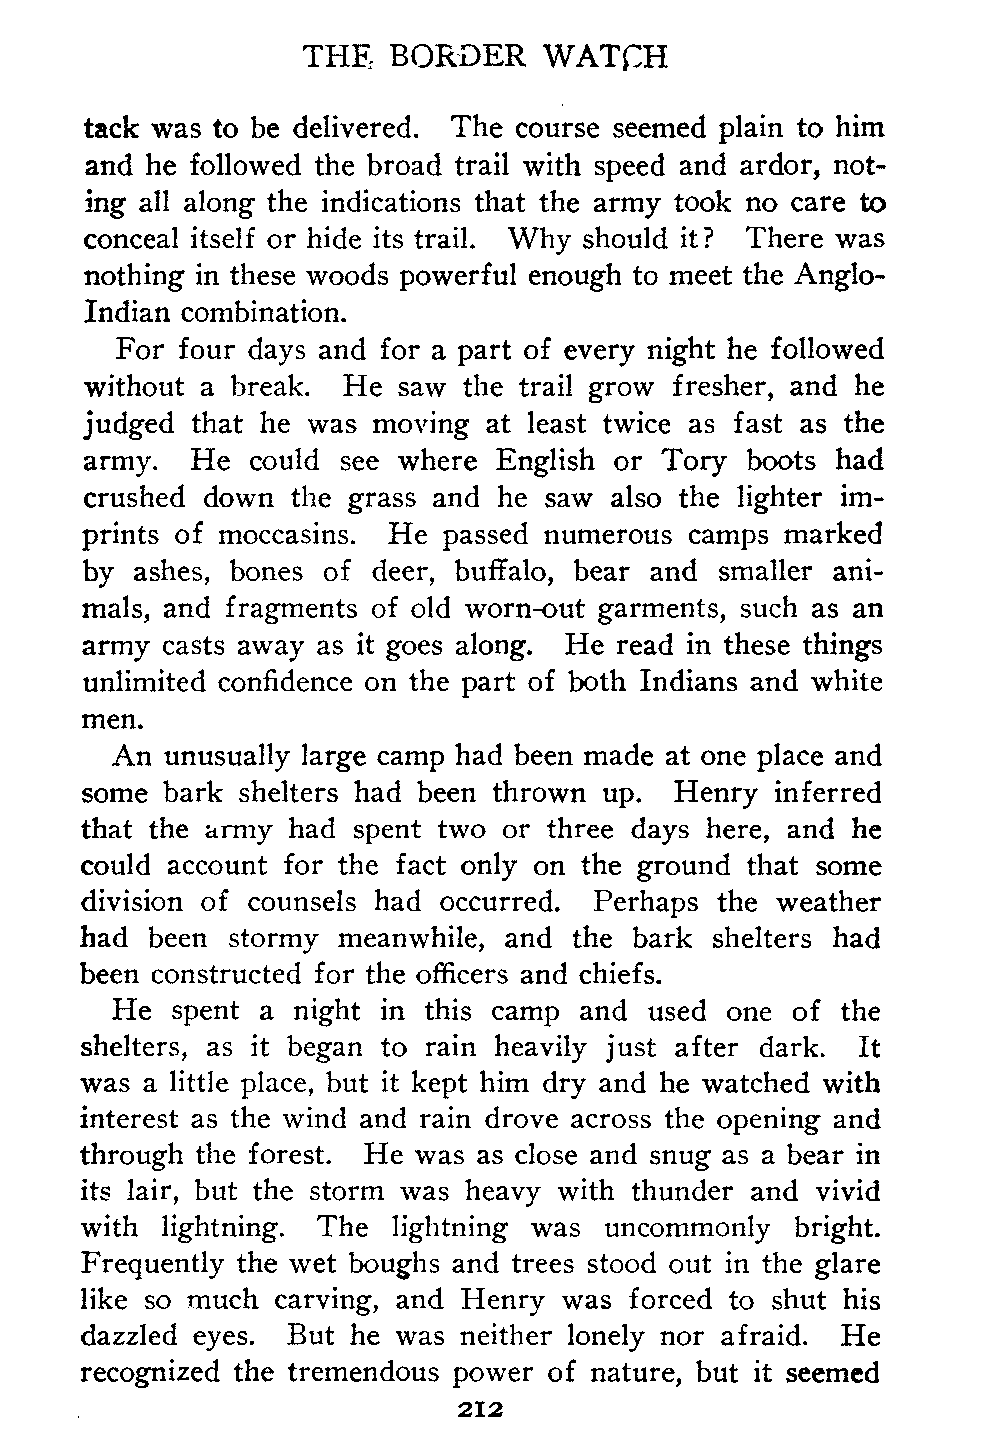 THE BORDER WATCH
tack was to be delivered. The course seemed plain to him
and he followed the broad trail with speed and ardor, not-
ing all along the indications that the army took no care to
conceal itself or hide its trail. Why should it? There was
nothing in these woods powerful enough to meet the Anglo-
Indian combination.
For four days and for a part of every night he followed
without a break. He saw the trail grow fresher, and he
judged that he was moving at least twice as fast as the
army. He could see where English or Tory boots had
crushed down the grass and he saw also the lighter im-
prints of moccasins. He passed numerous camps marked
by ashes, bones of deer, buffalo, bear and smaller ani-
mals, and fragments of old worn-out garments, such as an
army casts away as it goes along. He read in these things
unlimited confidence on the part of both Indians and white
men.
An unusually large camp had been made at one place and
some bark shelters had been thrown up. Henry inferred
that the army had spent two or three days here, and he
could account for the fact only on the ground that some
division of counsels had occurred. Perhaps the weather
had been stormy meanwhile, and the bark shelters had
been constructed for the officers and chiefs.
He spent a night in this camp and used one of the
shelters, as it began to rain heavily just after dark. It
was a little place, but it kept him dry and he watched with
interest as the wind and rain drove across the opening and
through the forest. He was as close and snug as a bear in
its lair, but the storm was heavy with thunder and vivid
with lightning. The lightning was uncommonly bright.
Frequently the wet boughs and trees stood out in the glare
like so much carving, and Henry was forced to shut his
dazzled eyes. But he was neither lonely nor afraid. He
recognized the tremendous power of nature, but it seemed
212